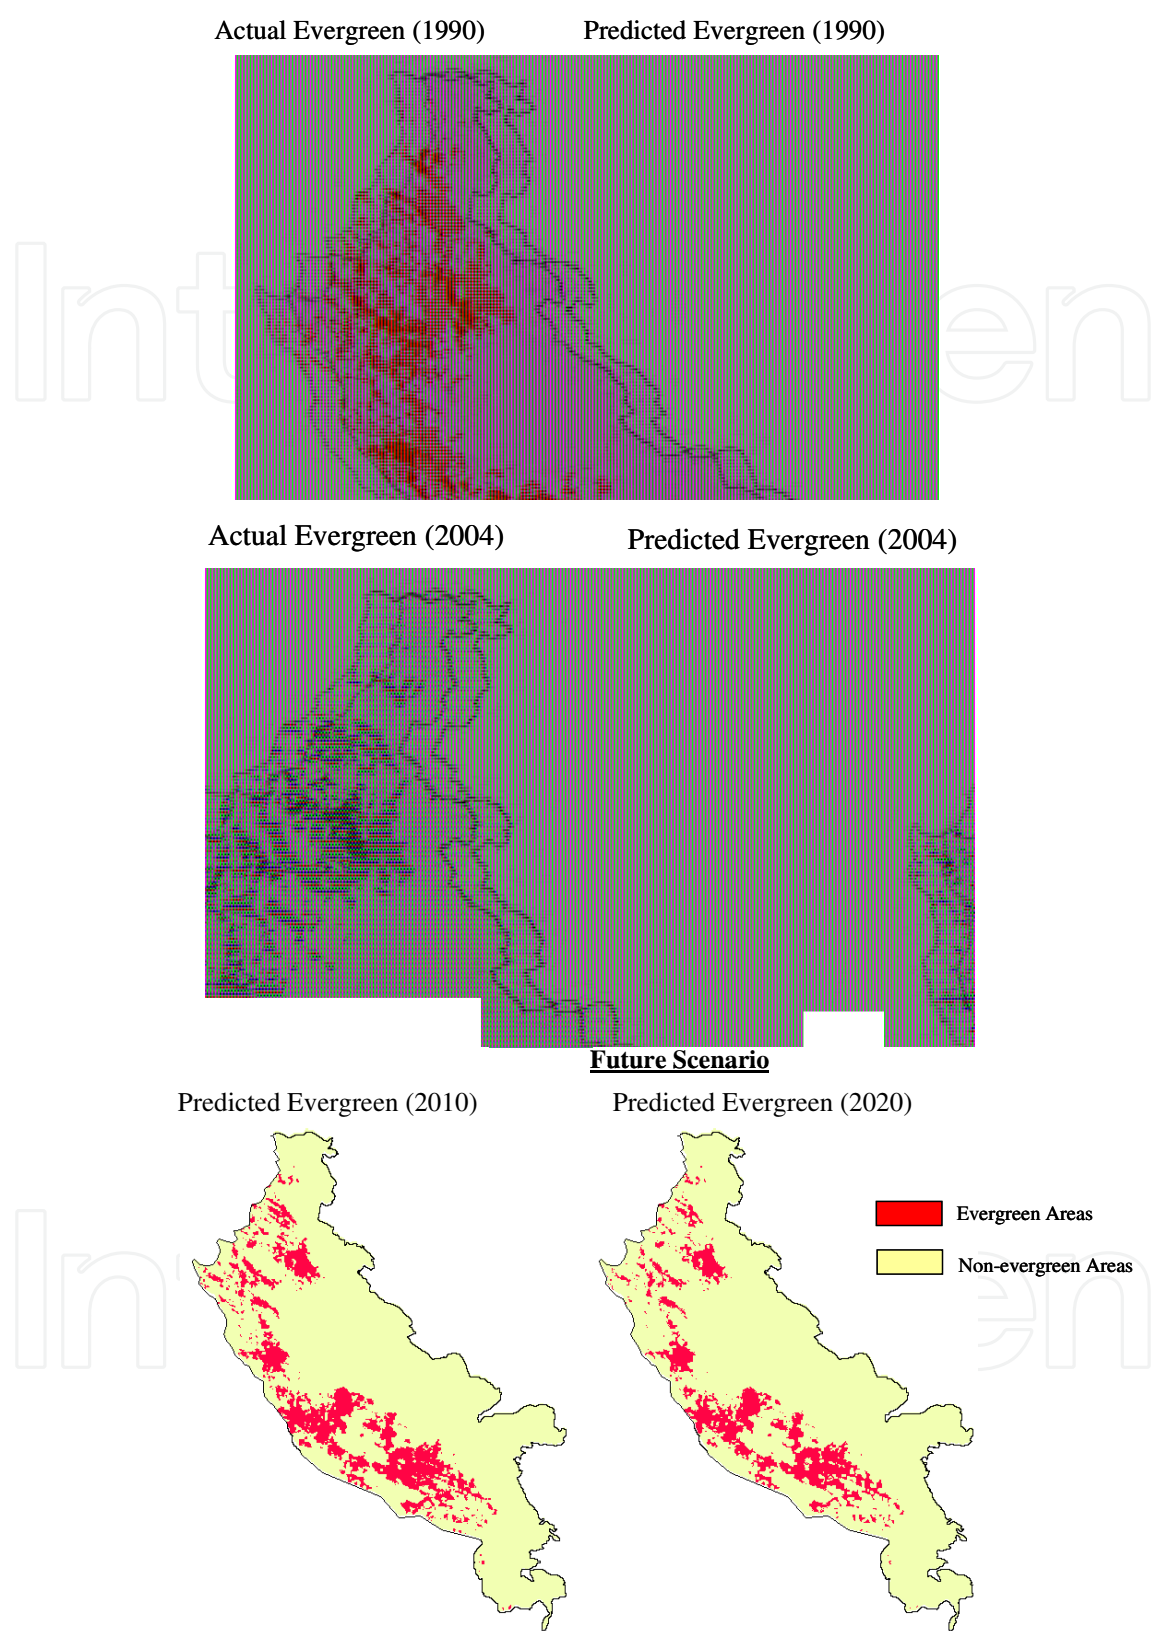 Actual Evergreen (1990) Predicted Evergreen (1990)
Actual Evergreen (2004) Predicted Evergreen (2004)
Future Scenario
Predicted Evergreen (2010) Predicted Evergreen (2020)
Evergreen Areas
Non-evergreen Areas